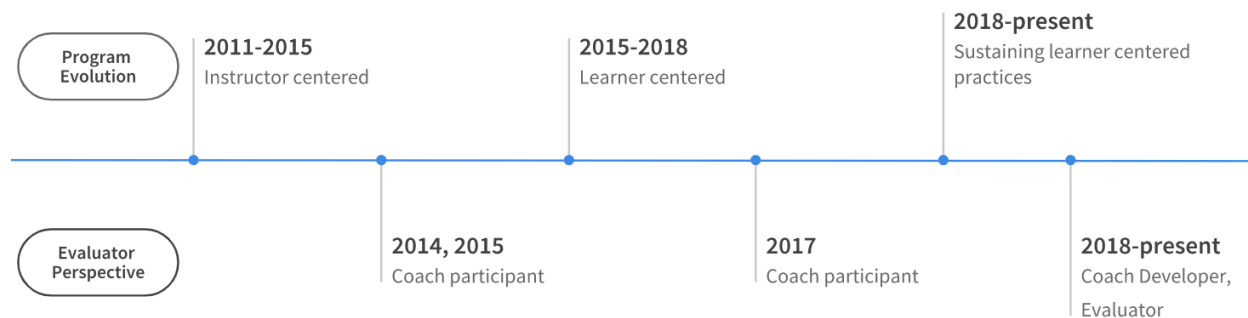 Program
Evolution
2011-2015
Instructor centered
2015-2018
Learner centered
2018-present
Sustaining learner centered
practices
Evaluator
Perspective
2014, 2015
Coach participant
2017
Coach participant
2018-present
Coach Developer,
Evaluator